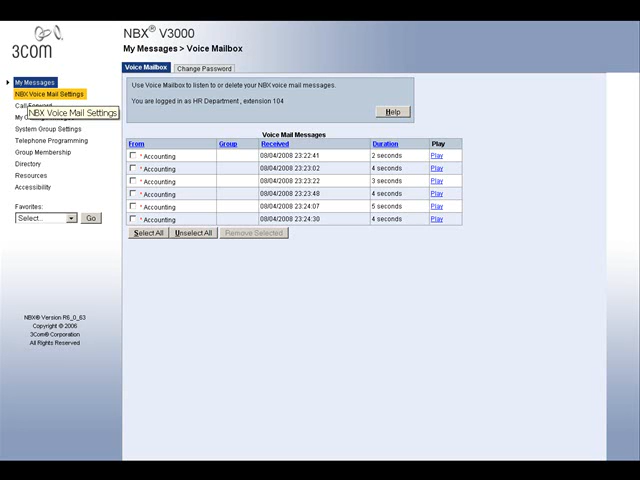 3com
NBX® V3000
My Messages > Voice Mailbox
Voice Mailbox
Change Password
My Messages
NBX Voice Mail Settings
NBX Voice Mail Settings
System Group Settings
Telephone Programming
Group Membership
Directory
Resources
Accessibility
Favorites:
Select...
Go
NBX® Version R6_0_63
Copyright © 2006
3Com® Corporation
All Rights Reserved
Use Voice Mailbox to listen to or delete your NBX voice mail messages.
You are logged in as HR Department, extension 104
Help
Voice Mail Messages
From Group Received Duration Play
* Accounting 08/04/2008 23:22:41 2 seconds Play
* Accounting 08/04/2008 23:23:02 4 seconds Play
* Accounting 08/04/2008 23:23:22 3 seconds Play
* Accounting 08/04/2008 23:23:48 4 seconds Play
* Accounting 08/04/2008 23:24:07 5 seconds Play
* Accounting 08/04/2008 23:24:30 4 seconds Play
Select All Unselect All Remove Selected